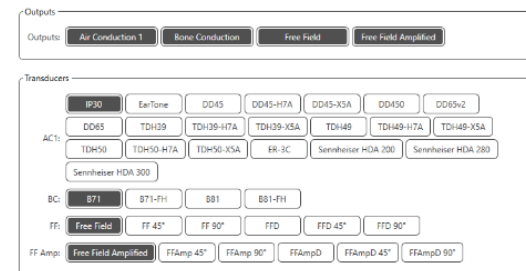 Outputs
Outputs: Air Conduction 1 Bone Conduction Free Field Free Field Amplified
Transducers
IP30 EarTone DD45 DD45-H7A DD45-X5A DD450 DD65v2
DD65 TDH39 TDH39-H7A TDH39-X5A TDH49 TDH49-H7A TDH49-X5A
AC1:
TDH50 TDH50-H7A TDH50-X5A ER-3C Sennheiser HDA 200 Sennheiser HDA 280
Sennheiser HDA 300
BC: B71 B71-FH B81 B81-FH
FF: Free Field FF 45° FF 90° FFD FFD 45° FFD 90°
FF Amp: Free Field Amplified FFAmp 45° FFAmp 90° FFAmpD FFAmpD 45° FFAmpD 90°